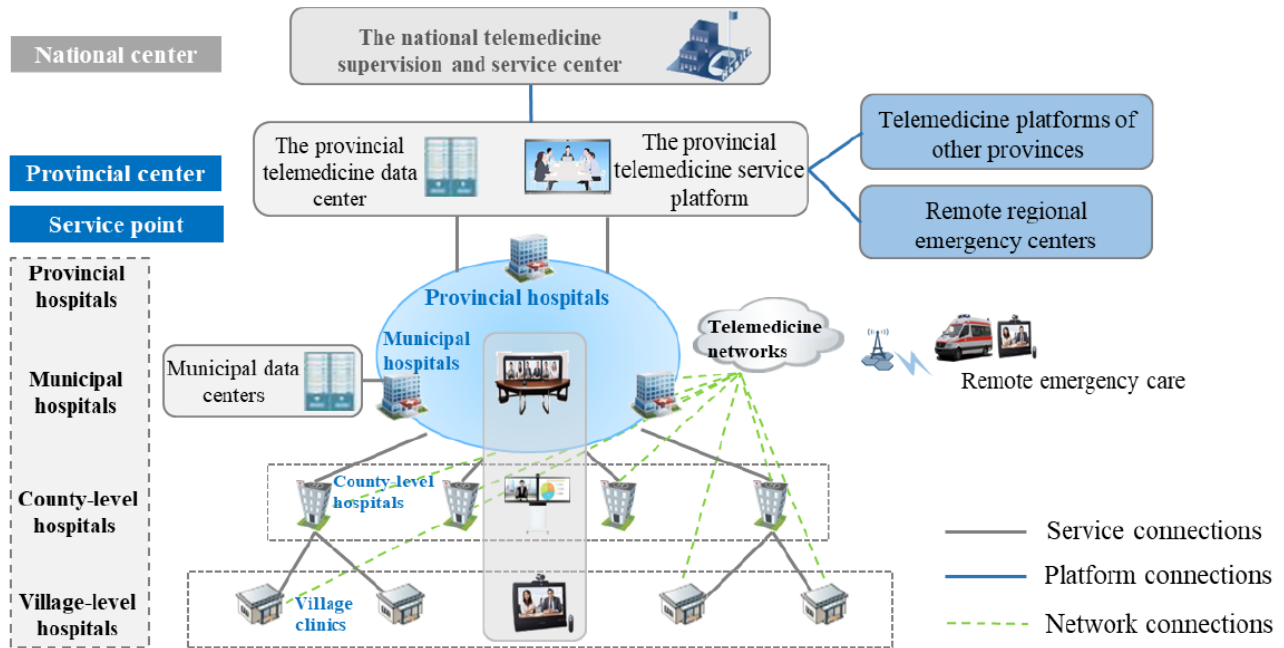 National center
The national telemedicine
supervision and service center
Provincial center
Service point
The provincial
telemedicine data
center
The provincial
telemedicine service
platform
Telemedicine platforms of
other provinces
Remote regional
emergency centers
Provincial
hospitals
Municipal
hospitals
County-level
hospitals
Village-level
hospitals
Provincial hospitals
Municipal
hospitals
Municipal data
centers
Telemedicine
networks
Remote emergency care
County-level
hospitals
Village
clinics
Service connections
Platform connections
Network connections